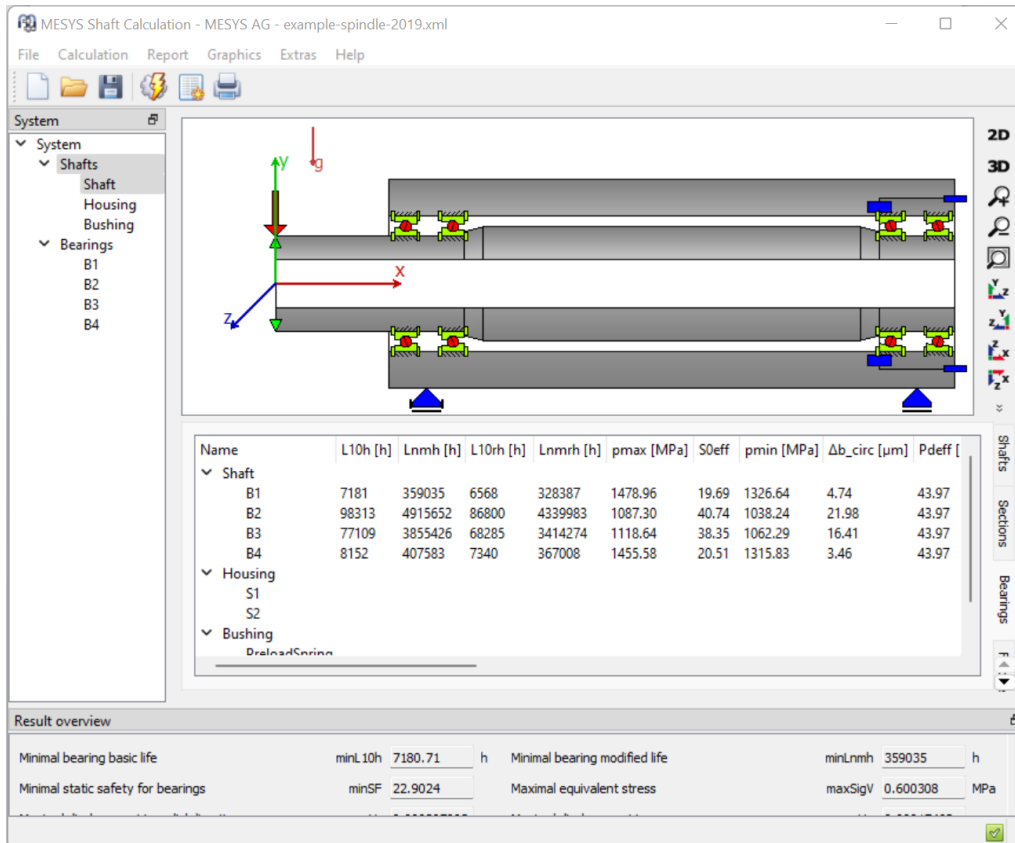 MESYS Shaft Calculation - MESYS AG - example-spindle-2019.xml
File Calculation Report Graphics Extras Help
System
System
Shafts
Shaft
Housing
Bushing
Bearings
B1
B2
B3
B4
g
y
x
z
2D
3D
Y Z
Y Z
Z X
Z X
Shafts
Sections
Bearings
Name L10h [h] Lnmh [h] L10rh [h] Lnmrh [h] pmax [MPa] S0eff pmin [MPa] Δb_circ [µm] Pdeff [
Shaft
B1 7181 359035 6568 328387 1478.96 19.69 1326.64 4.74 43.97
B2 98313 4915652 86800 4339983 1087.30 40.74 1038.24 21.98 43.97
B3 77109 3855426 68285 3414274 1118.64 38.35 1062.29 16.41 43.97
B4 8152 407583 7340 367008 1455.58 20.51 1315.83 3.46 43.97
Housing
S1
S2
Bushing
PreloadSpring
Result overview
Minimal bearing basic life minL10h 7180.71 h Minimal bearing modified life minLnmh 359035 h
Minimal static safety for bearings minSF 22.9024 Maximal equivalent stress maxSigV 0.600308 MPa